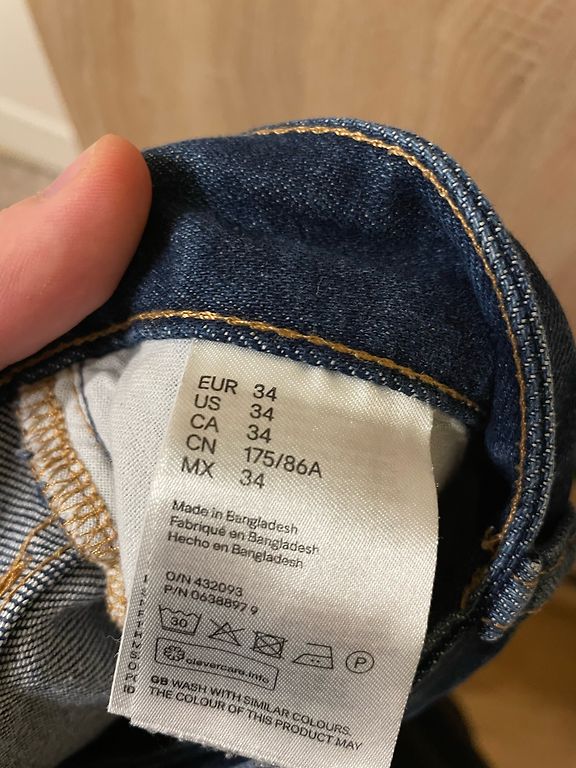 EUR 34
US 34
CA 34
CN 175/86A
MX 34
Made in Bangladesh
Fabriqué en Bangladesh
Hecho en Bangladesh
O/N 432093
P/N 0638897 9
30
P
clevercare.info
GB WASH WITH SIMILAR COLOURS.
THE COLOUR OF THIS PRODUCT MAY